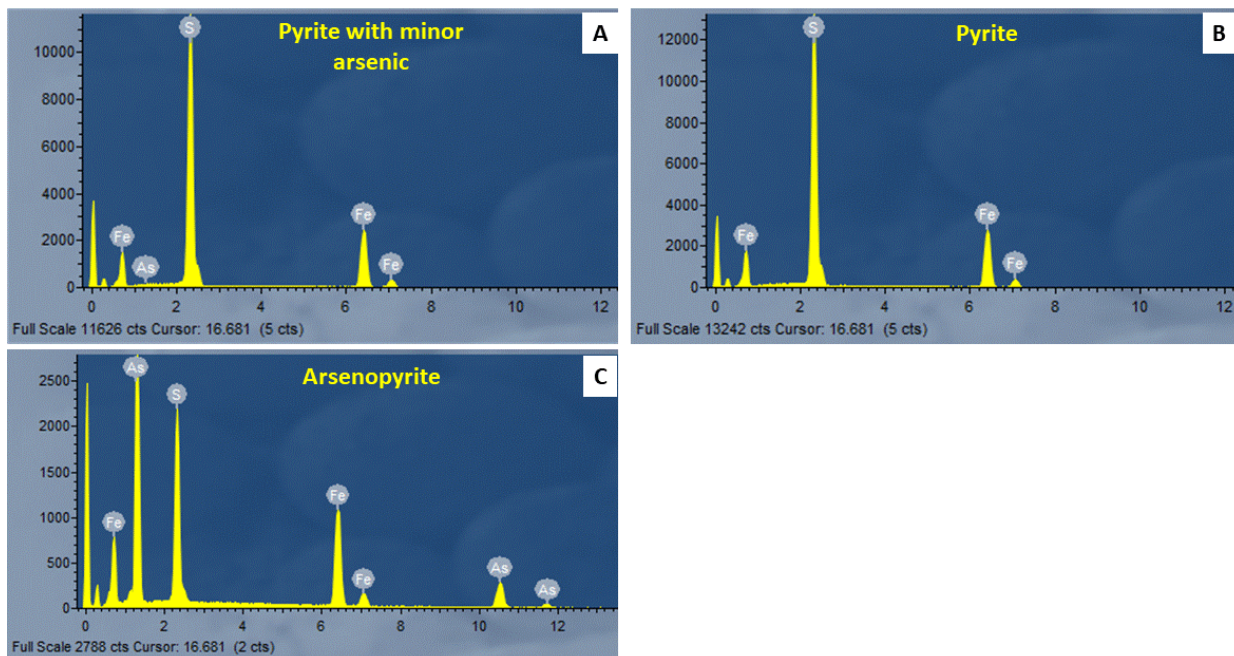 Pyrite with minor
arsenic
A
10000
8000
6000
4000
2000
0
S
Fe
As
Fe
Fe
0 2 4 6 8 10 12
Full Scale 11626 cts Cursor: 16.681 (5 cts)
Pyrite
B
12000
10000
8000
6000
4000
2000
0
S
Fe
Fe
Fe
0 2 4 6 8 10 12
Full Scale 13242 cts Cursor: 16.681 (5 cts)
Arsenopyrite
C
2500
2000
1500
1000
500
0
As
S
Fe
Fe
Fe
As
As
0 2 4 6 8 10 12
Full Scale 2788 cts Cursor: 16.681 (2 cts)